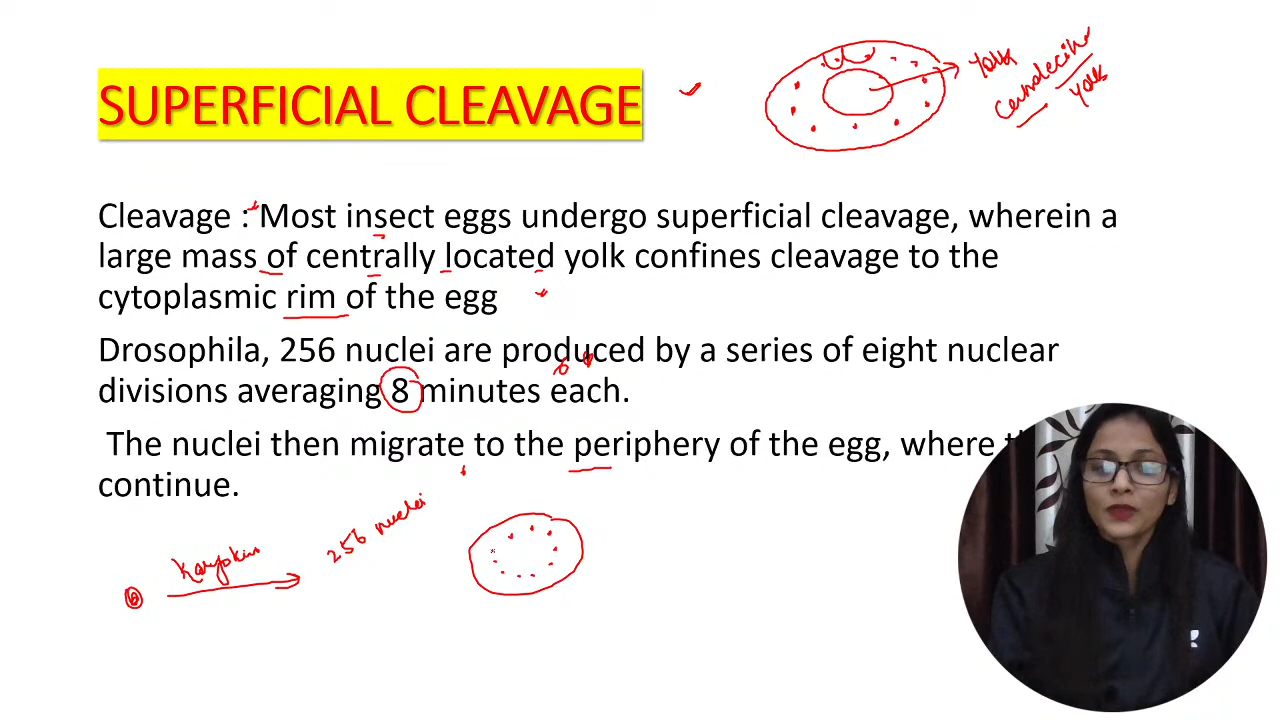 SUPERFICIAL CLEAVAGE
Yolk
yolk
Cleavage : Most insect eggs undergo superficial cleavage, wherein a
large mass of centrally located yolk confines cleavage to the
cytoplasmic rim of the egg
Drosophila, 256 nuclei are produced by a series of eight nuclear
divisions averaging 8 minutes each.
The nuclei then migrate to the periphery of the egg, where
continue.
256 nuclei